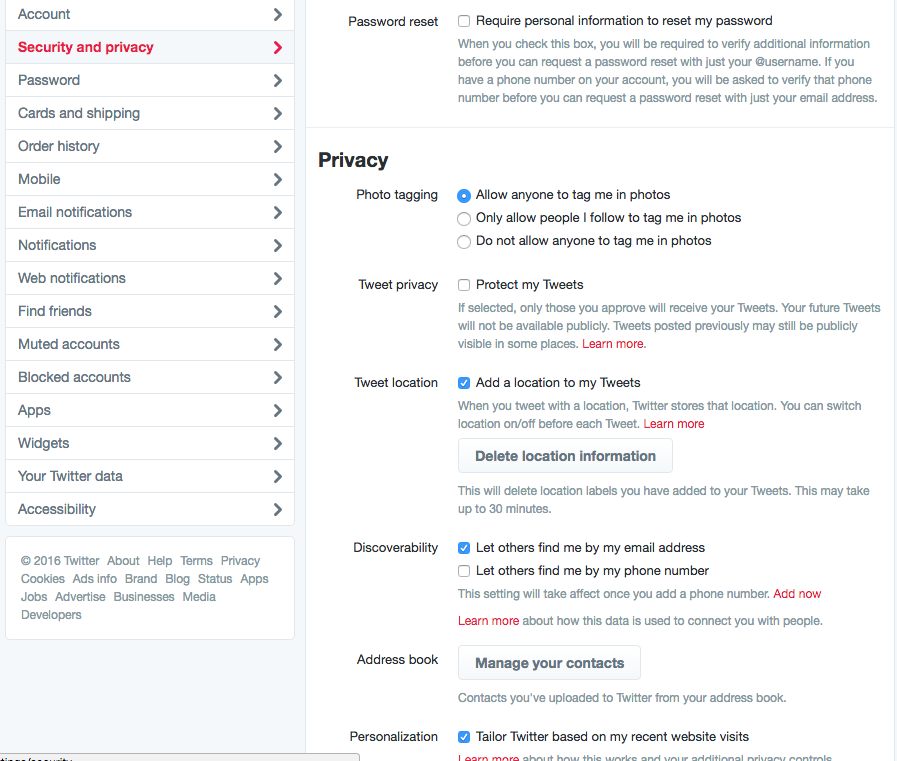 Account
Security and privacy
Password
Cards and shipping
Order history
Mobile
Email notifications
Notifications
Web notifications
Find friends
Muted accounts
Blocked accounts
Apps
Widgets
Your Twitter data
Accessibility
© 2016 Twitter About Help Terms Privacy
Cookies Ads info Brand Blog Status Apps
Jobs Advertise Businesses Media
Developers
Password reset
Require personal information to reset my password
When you check this box, you will be required to verify additional information
before you can request a password reset with just your @username. If you
have a phone number on your account, you will be asked to verify that phone
number before you can request a password reset with just your email address.
Privacy
Photo tagging
Allow anyone to tag me in photos
Only allow people I follow to tag me in photos
Do not allow anyone to tag me in photos
Tweet privacy
Protect my Tweets
If selected, only those you approve will receive your Tweets. Your future Tweets
will not be available publicly. Tweets posted previously may still be publicly
visible in some places. Learn more.
Tweet location
Add a location to my Tweets
When you tweet with a location, Twitter stores that location. You can switch
location on/off before each Tweet. Learn more
Delete location information
This will delete location labels you have added to your Tweets. This may take
up to 30 minutes.
Discoverability
Let others find me by my email address
Let others find me by my phone number
This setting will take affect once you add a phone number. Add now
Learn more about how this data is used to connect you with people.
Address book
Manage your contacts
Contacts you've uploaded to Twitter from your address book.
Personalization
Tailor Twitter based on my recent website visits
Learn more about how this works and your additional privacy controls.